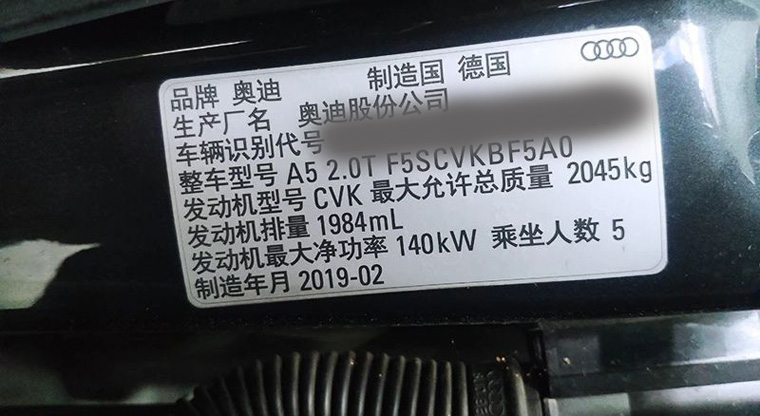 品牌 奥迪 制造国 德国
生产厂名 奥迪股份公司
车辆识别代号
整车型号 A5 2.0T F5SCVKBF5A0
发动机型号 CVK 最大允许总质量 2045kg
发动机排量 1984mL
发动机最大净功率 140kW 乘坐人数 5
制造年月 2019-02